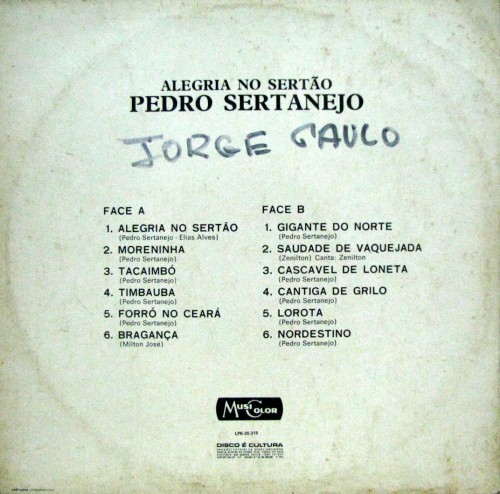 ALEGRIA NO SERTÃO
PEDRO SERTANEJO
JORGE PAULO
FACE A
1. ALEGRIA NO SERTÃO
(Pedro Sertanejo - Elias Alves)
2. MORENINHA
(Pedro Sertanejo)
3. TACAIMBÓ
(Pedro Sertanejo)
4. TIMBAUBA
(Pedro Sertanejo)
5. FORRÓ NO CEARÁ
(Pedro Sertanejo)
6. BRAGANÇA
(Milton José)
FACE B
1. GIGANTE DO NORTE
(Pedro Sertanejo)
2. SAUDADE DE VAQUEJADA
(Zenilton) Canta: Zenilton
3. CASCAVEL DE LONETA
(Pedro Sertanejo)
4. CANTIGA DE GRILO
(Pedro Sertanejo)
5. LOROTA
(Pedro Sertanejo)
6. NORDESTINO
(Pedro Sertanejo)
MUSICOLOR
DISCO É CULTURA